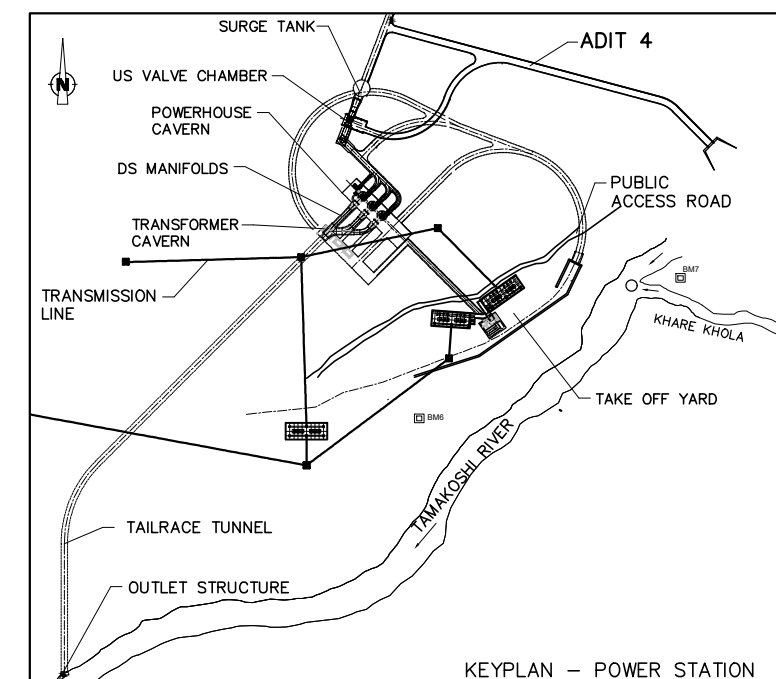 SURGE TANK
ADIT 4
N
US VALVE CHAMBER
POWERHOUSE
CAVERN
DS MANIFOLDS
PUBLIC
ACCESS ROAD
TRANSFORMER
CAVERN
BM7
TRANSMISSION
LINE
KHARE KHOLA
TAKE OFF YARD
BM6
TAMAKOSHI RIVER
TAILRACE TUNNEL
OUTLET STRUCTURE
KEYPLAN – POWER STATION